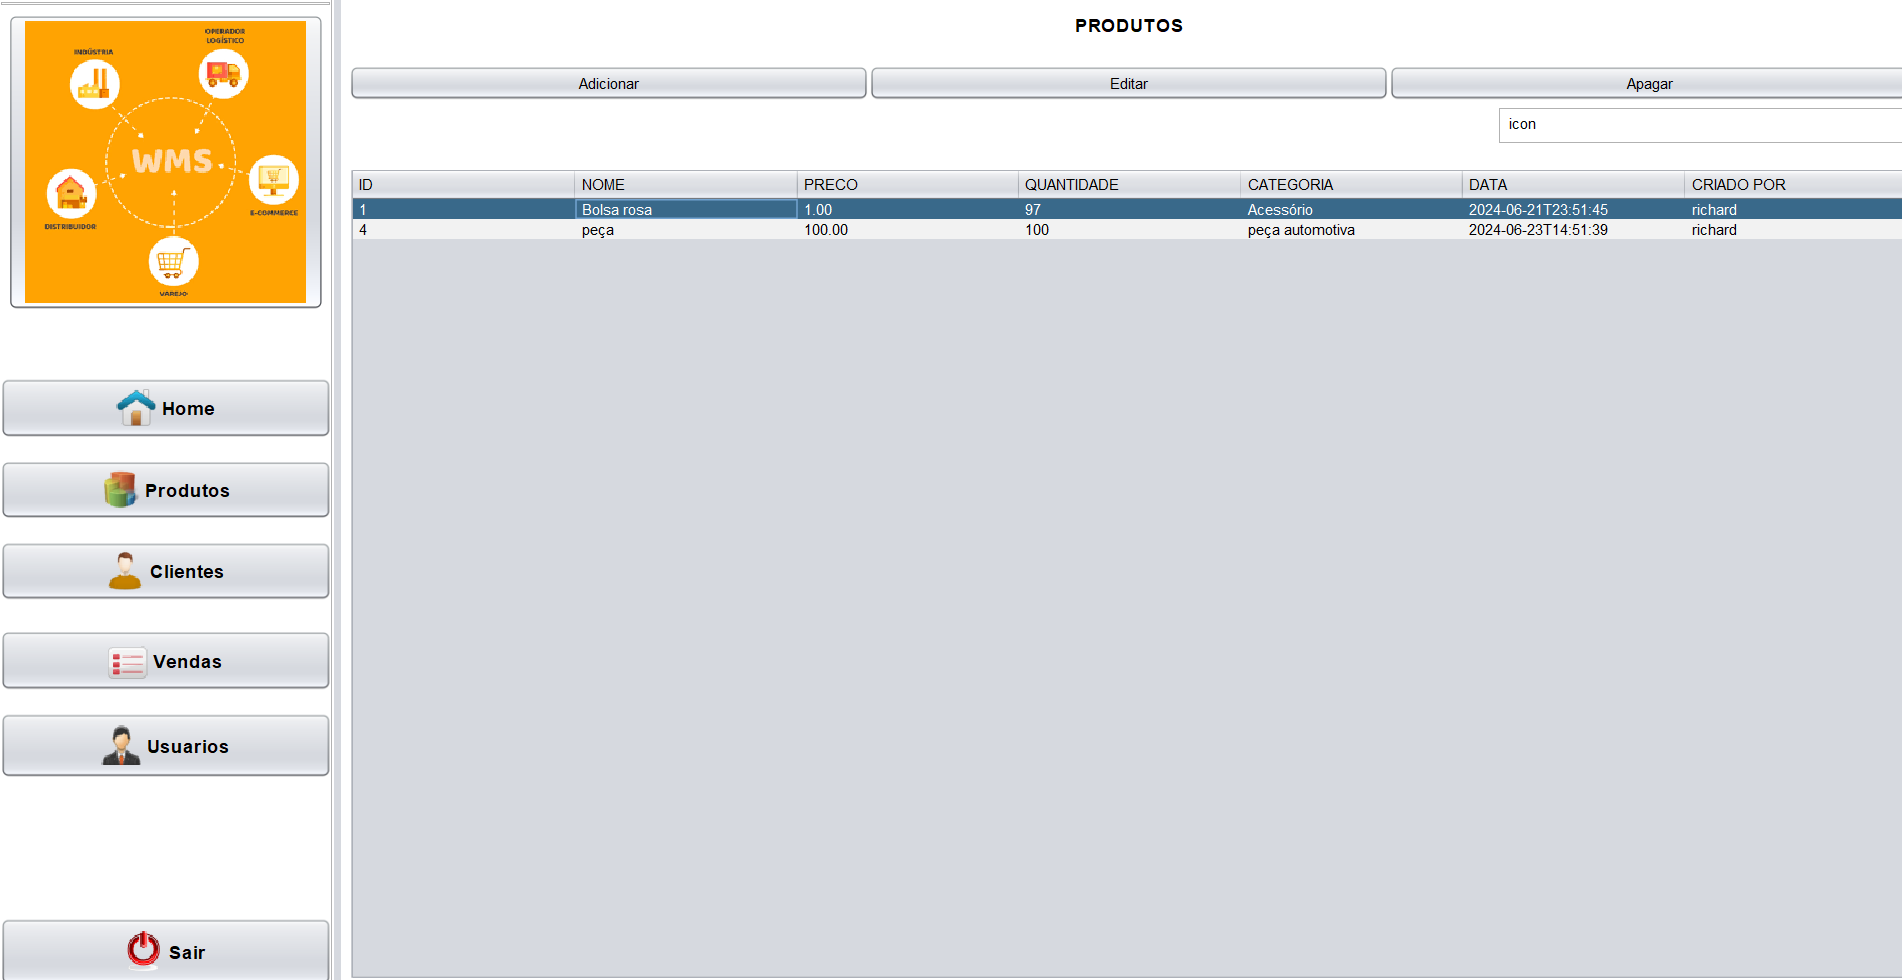 OPERADOR
LOGÍSTICO
INDÚSTRIA
WMS
E-COMMERCE
DISTRIBUIDOR
VAREJO
Home
Produtos
Clientes
Vendas
Usuarios
Sair
PRODUTOS
Adicionar Editar Apagar
icon
ID NOME PRECO QUANTIDADE CATEGORIA DATA CRIADO POR
1 Bolsa rosa 1.00 97 Acessório 2024-06-21T23:51:45 richard
4 peça 100.00 100 peça automotiva 2024-06-23T14:51:39 richard